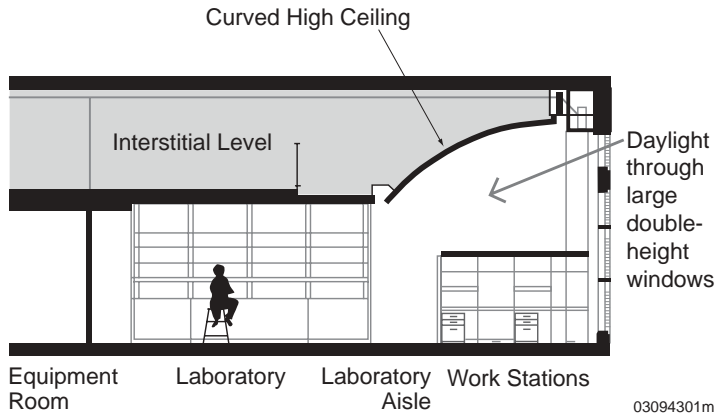 Curved High Ceiling
Interstitial Level
Daylight
through
large
double-
height
windows
Equipment
Room
Laboratory
Laboratory
Aisle
Work Stations
03094301m